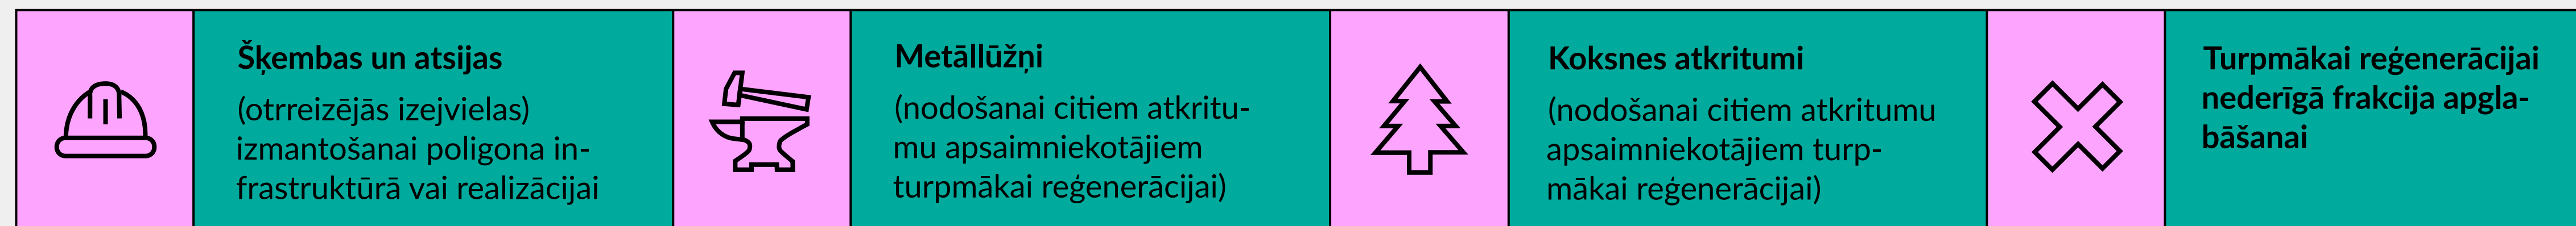 Šķembas un atsijas
(otrreizējās izejvielas)
izmantošanai poligona in-
frastruktūrā vai realizācijai
Metāllūžņi
(nodošanai citiem atkritu-
mu apsaimniekotājiem
turpmākai reģenerācijai)
Koksnes atkritumi
(nodošanai citiem atkritumu
apsaimniekotājiem turp-
mākai reģenerācijai)
Turpmākai reģenerācijai
nederīgā frakcija apgla-
bāšanai